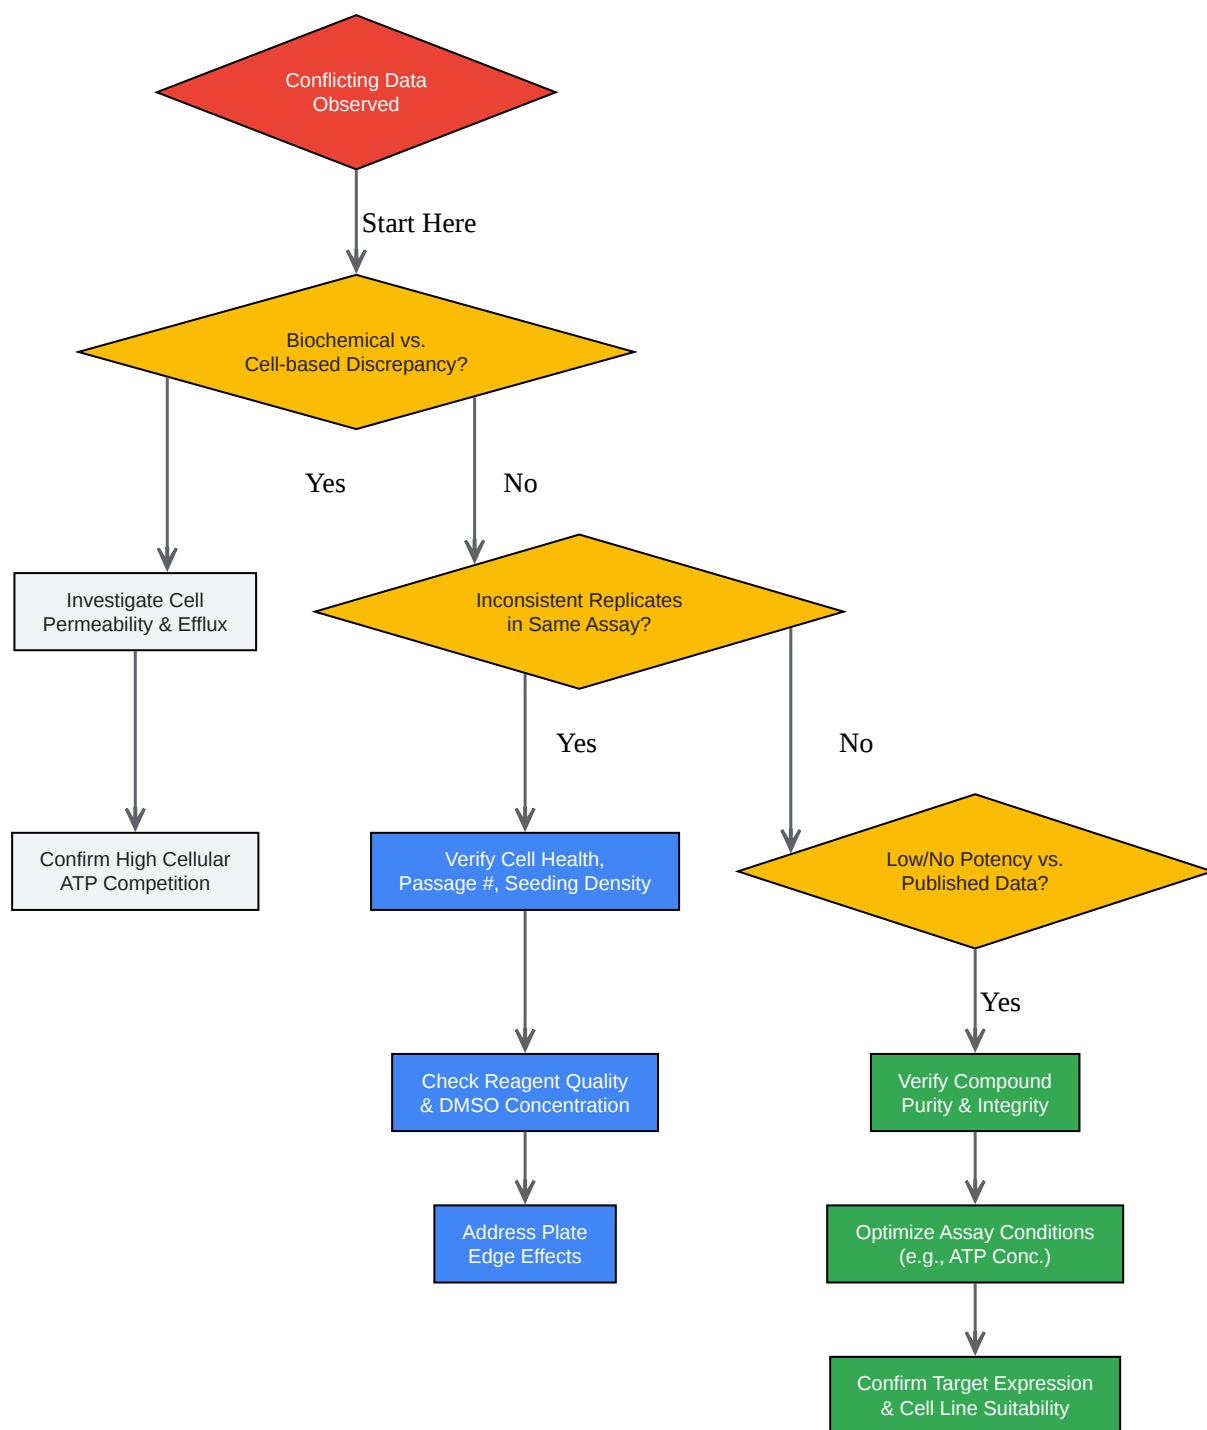 Conflicting Data
Observed
Start Here
Biochemical vs.
Cell-based Discrepancy?
Yes
No
Investigate Cell
Permeability & Efflux
Inconsistent Replicates
in Same Assay?
Yes
No
Confirm High Cellular
ATP Competition
Verify Cell Health,
Passage #, Seeding Density
Low/No Potency vs.
Published Data?
Yes
Check Reagent Quality
& DMSO Concentration
Verify Compound
Purity & Integrity
Address Plate
Edge Effects
Optimize Assay Conditions
(e.g., ATP Conc.)
Confirm Target Expression
& Cell Line Suitability